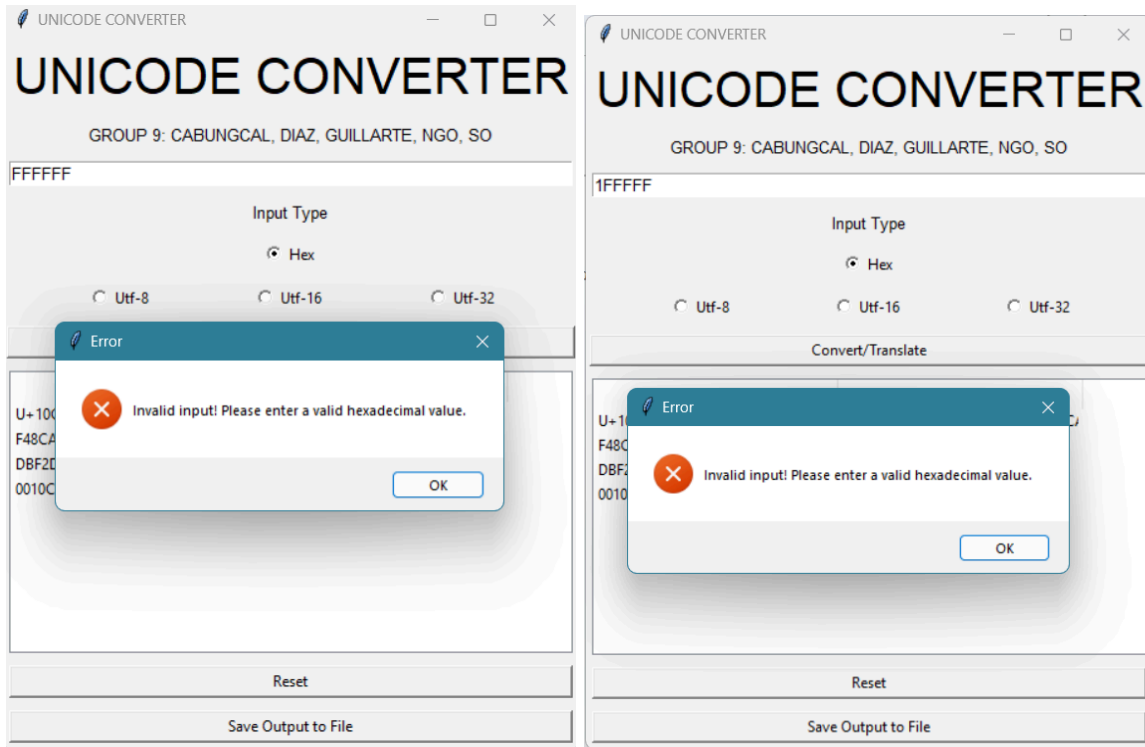 UNICODE CONVERTER
UNICODE CONVERTER
GROUP 9: CABUNGCAL, DIAZ, GUILLARTE, NGO, SO
FFFFFF
Input Type
Hex
Utf-8 Utf-16 Utf-32
Error
Invalid input! Please enter a valid hexadecimal value.
OK
Reset
Save Output to File
UNICODE CONVERTER
UNICODE CONVERTER
GROUP 9: CABUNGCAL, DIAZ, GUILLARTE, NGO, SO
1FFFFF
Input Type
Hex
Utf-8 Utf-16 Utf-32
Convert/Translate
Error
Invalid input! Please enter a valid hexadecimal value.
OK
Reset
Save Output to File